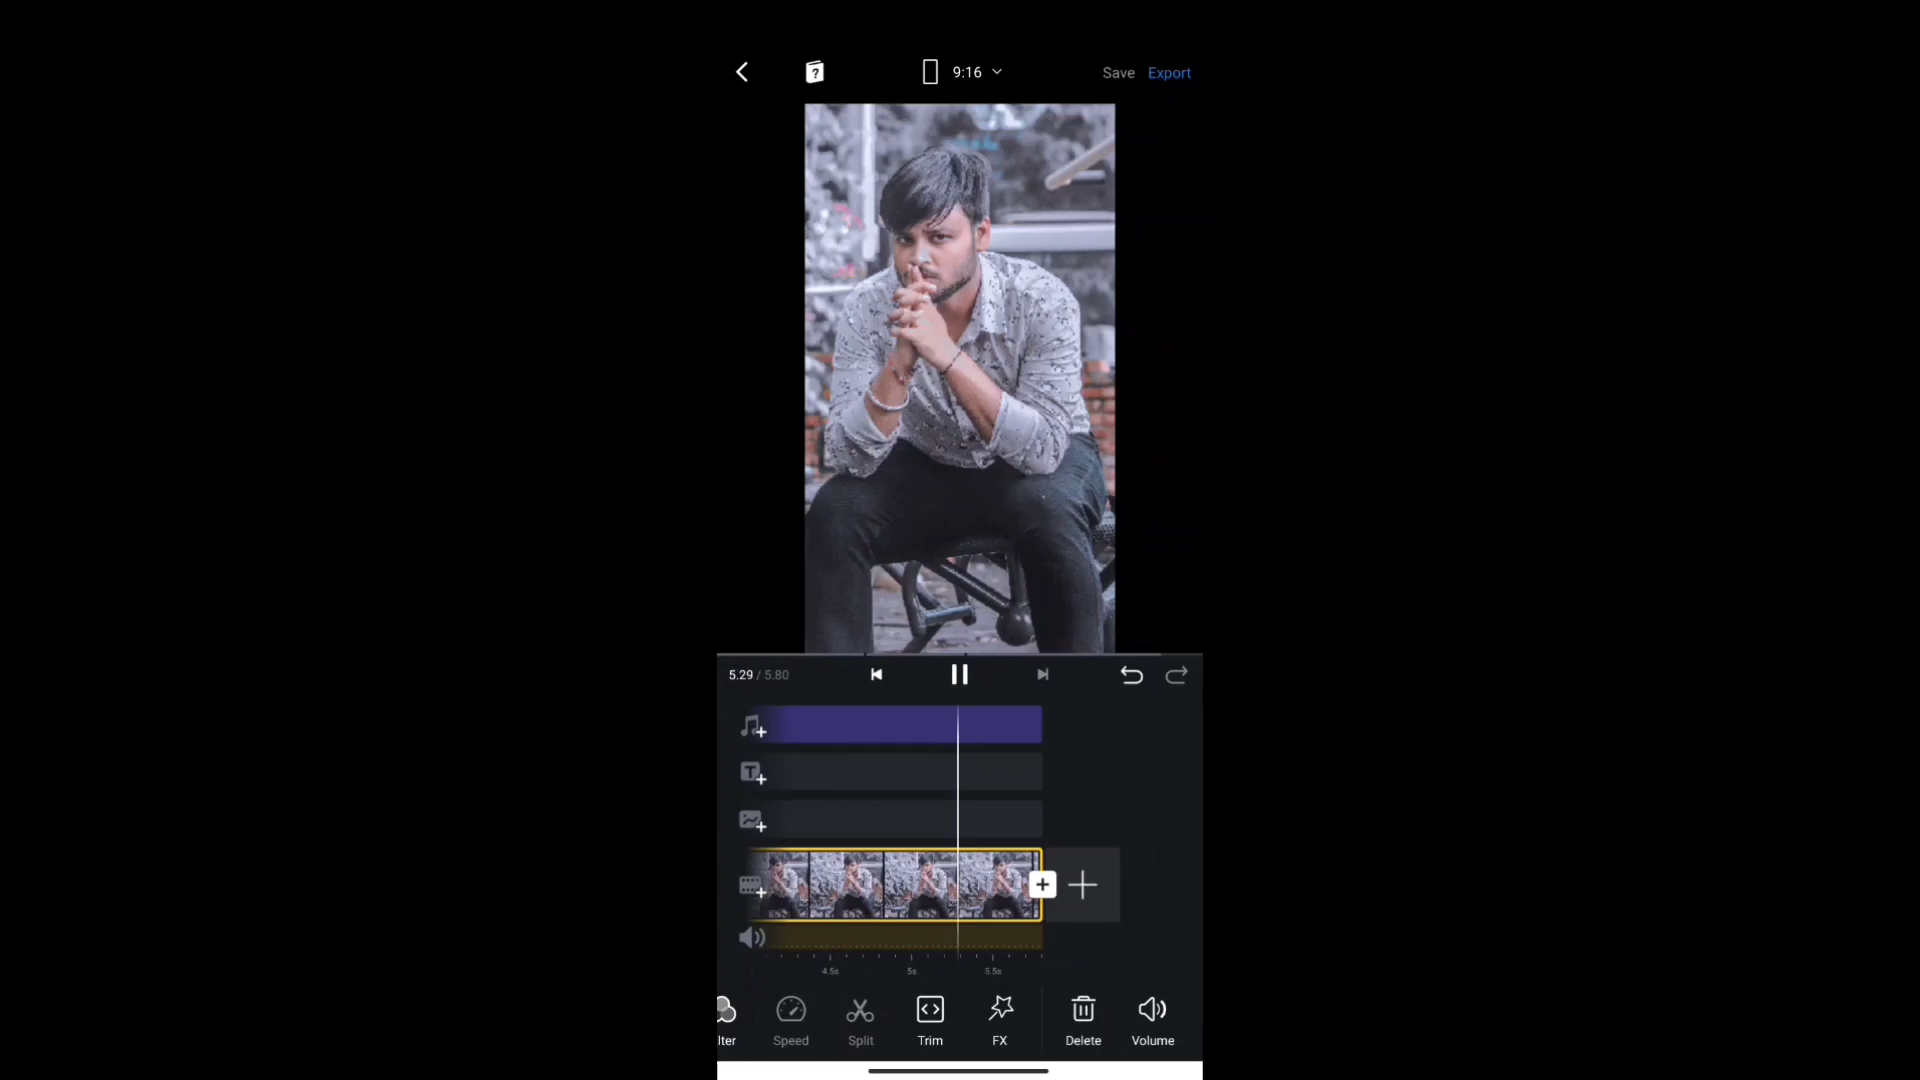 9:16
Save Export
5.29 / 5.80
4.5s 5s 5.5s
lter Speed Split Trim FX Delete Volume